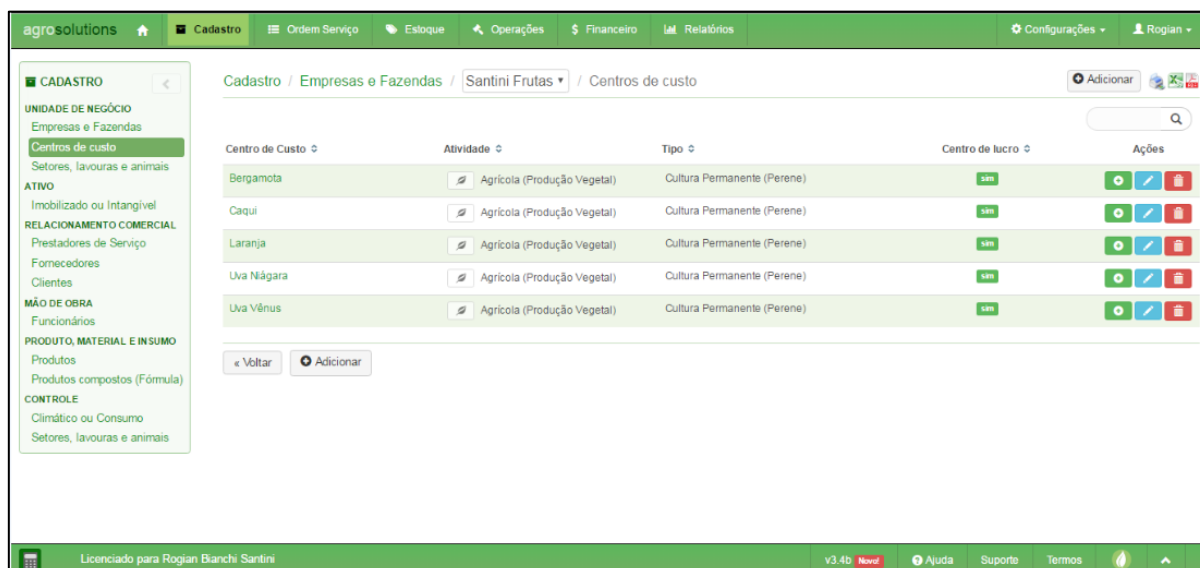 agrosolutions Cadastro Ordem Serviço Estoque Operações $ Financeiro Relatórios Configurações Rogian
CADASTRO
UNIDADE DE NEGÓCIO
Empresas e Fazendas
Centros de custo
Setores, lavouras e animais
ATIVO
Imobilizado ou Intangível
RELACIONAMENTO COMERCIAL
Prestadores de Serviço
Fornecedores
Clientes
MÃO DE OBRA
Funcionários
PRODUTO, MATERIAL E INSUMO
Produtos
Produtos compostos (Fórmula)
CONTROLE
Climático ou Consumo
Setores, lavouras e animais
Cadastro / Empresas e Fazendas / Santini Frutas / Centros de custo
Adicionar
Centro de Custo Atividade Tipo Centro de lucro Ações
Bergamota Agrícola (Produção Vegetal) Cultura Permanente (Perene) sim
Caqui Agrícola (Produção Vegetal) Cultura Permanente (Perene) sim
Laranja Agrícola (Produção Vegetal) Cultura Permanente (Perene) sim
Uva Niágara Agrícola (Produção Vegetal) Cultura Permanente (Perene) sim
Uva Vênus Agrícola (Produção Vegetal) Cultura Permanente (Perene) sim
« Voltar Adicionar
Licenciado para Rogian Bianchi Santini v3.4b Novo! Ajuda Suporte Termos